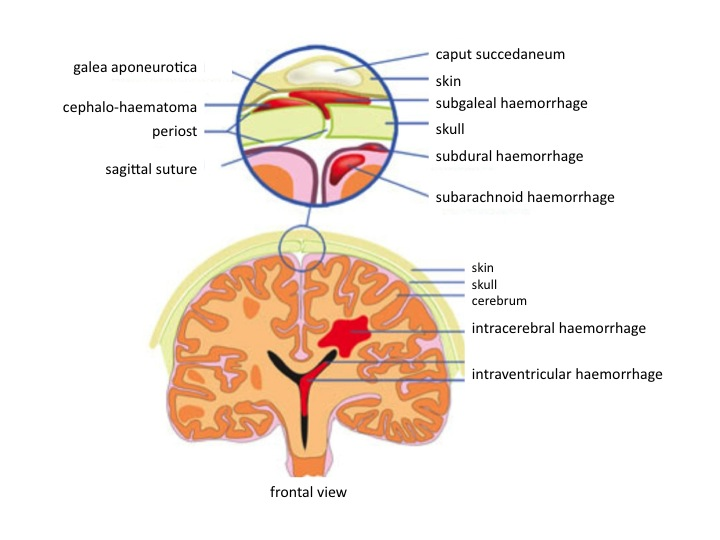 galea aponeurotica
cephalo-haematoma
periost
sagittal suture
caput succedaneum
skin
subgaleal haemorrhage
skull
subdural haemorrhage
subarachnoid haemorrhage
skin
skull
cerebrum
intracerebral haemorrhage
intraventricular haemorrhage
frontal view